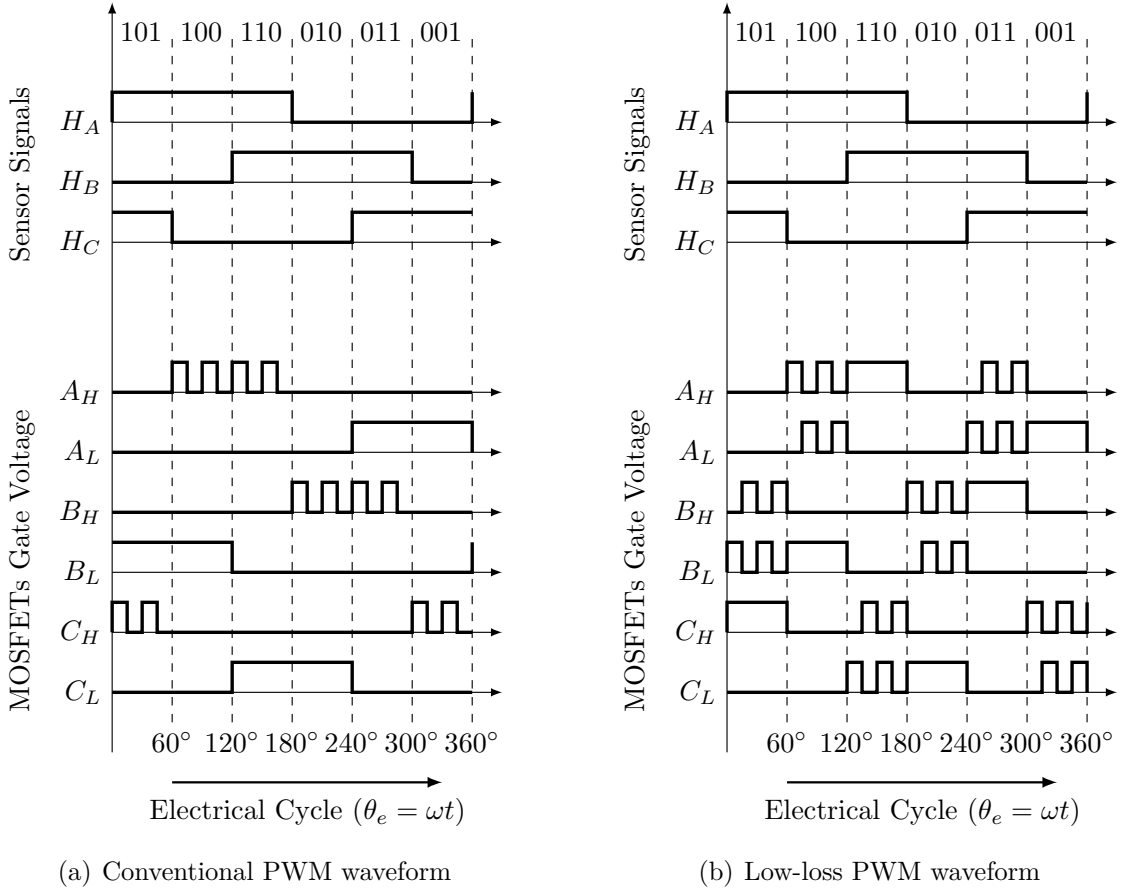 101 100 110 010 011 001
Sensor Signals
H_A
H_B
H_C
MOSFETs Gate Voltage
A_H
A_L
B_H
B_L
C_H
C_L
60° 120° 180° 240° 300° 360°
Electrical Cycle (θ_e = ωt)
(a) Conventional PWM waveform
101 100 110 010 011 001
Sensor Signals
H_A
H_B
H_C
MOSFETs Gate Voltage
A_H
A_L
B_H
B_L
C_H
C_L
60° 120° 180° 240° 300° 360°
Electrical Cycle (θ_e = ωt)
(b) Low-loss PWM waveform